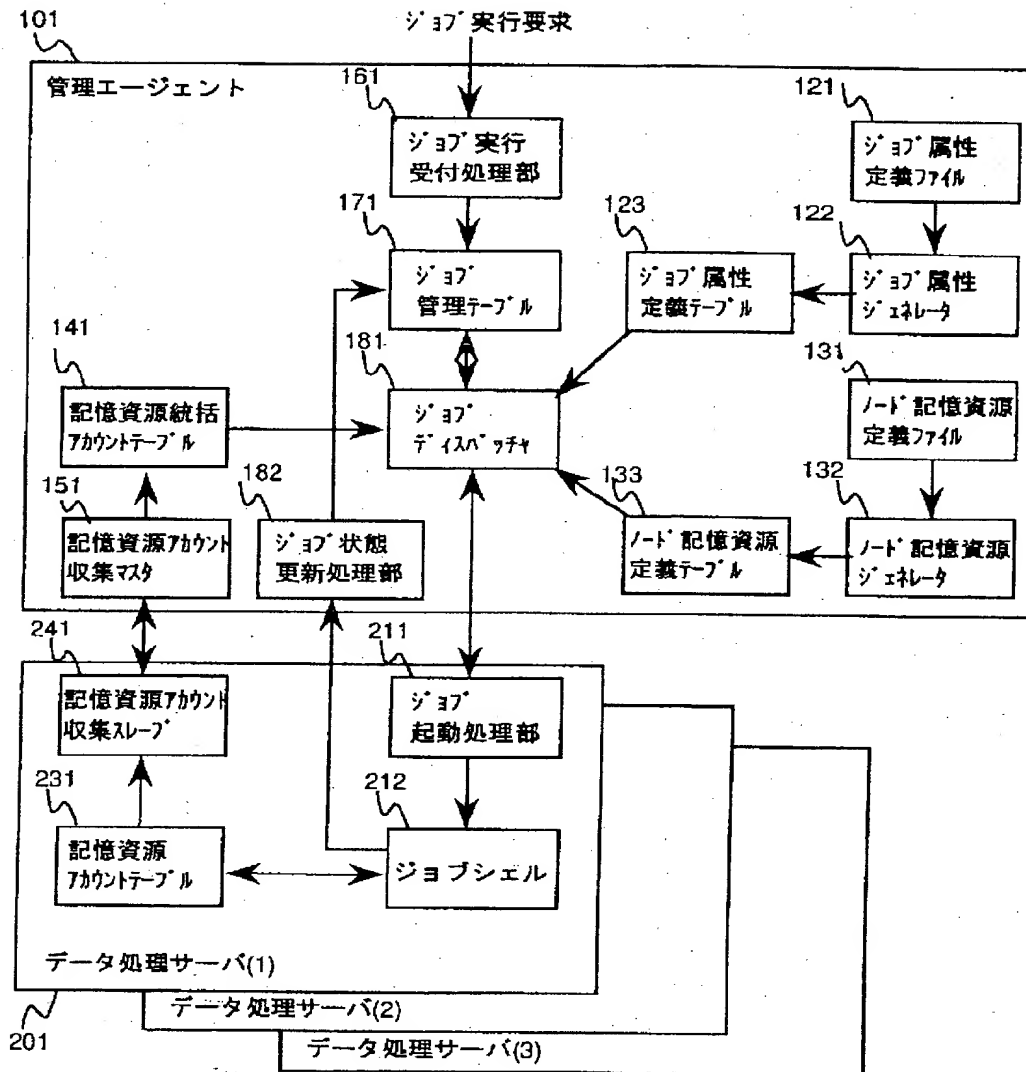 101
ジョブ実行要求
管理エージェント
161
ジョブ実行
受付処理部
121
ジョブ属性
定義ファイル
171
ジョブ
管理テーブル
123
ジョブ属性
定義テーブル
122
ジョブ属性
ジェネレータ
141
記憶資源統括
アカウントテーブル
181
ジョブ
ディスパッチャ
131
ノード記憶資源
定義ファイル
151
記憶資源アカウント
収集マスタ
182
ジョブ状態
更新処理部
133
ノード記憶資源
定義テーブル
132
ノード記憶資源
ジェネレータ
241
記憶資源アカウント
収集スレーブ
211
ジョブ
起動処理部
231
記憶資源
アカウントテーブル
212
ジョブシェル
データ処理サーバ(1)
201
データ処理サーバ(2)
データ処理サーバ(3)